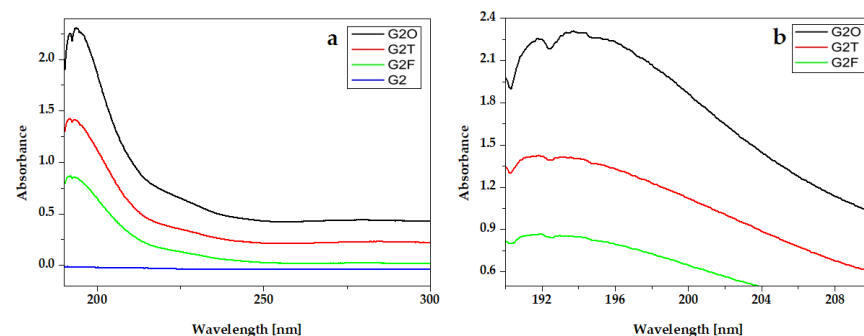 a
G2O
G2T
G2F
G2
2.0
1.5
1.0
0.5
0.0
Absorbance
200
250
300
Wavelength [nm]
b
G2O
G2T
G2F
2.4
2.1
1.8
1.5
1.2
0.9
0.6
Absorbance
192
196
200
204
208
Wavelength [nm]